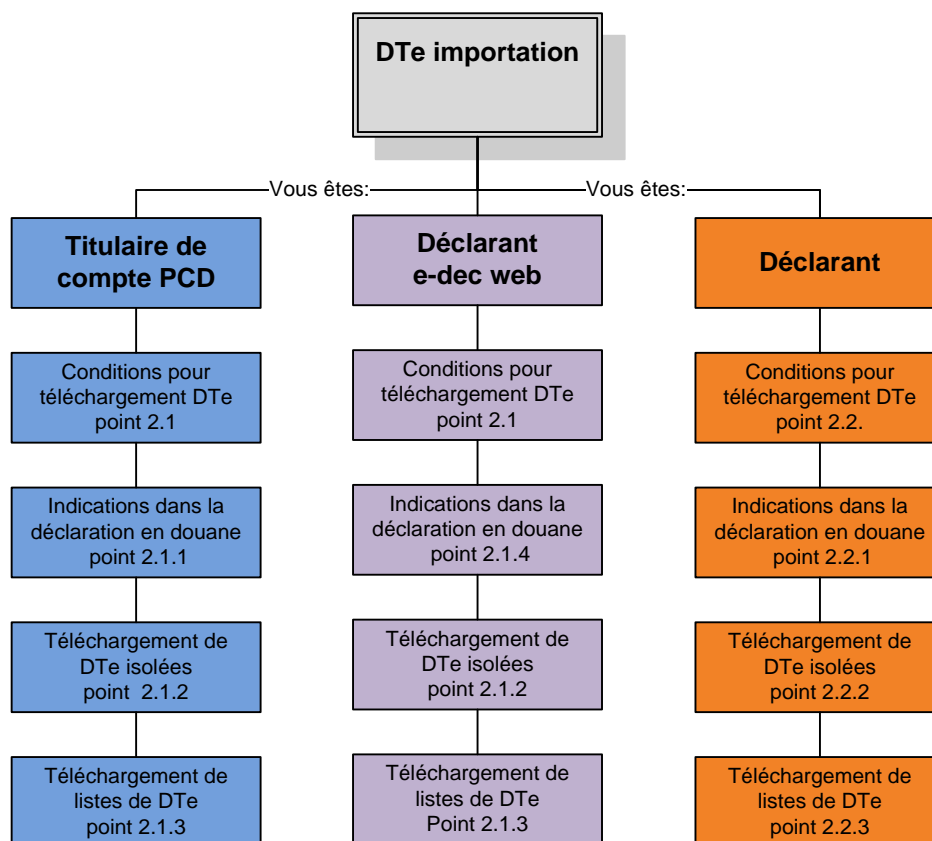 DTe importation
Vous êtes:
Vous êtes:
Titulaire de
compte PCD
Conditions pour
téléchargement DTe
point 2.1
Indications dans la
déclaration en douane
point 2.1.1
Téléchargement de
DTe isolées
point 2.1.2
Téléchargement de
listes de DTe
point 2.1.3
Déclarant
e-dec web
Conditions pour
téléchargement DTe
point 2.1
Indications dans la
déclaration en douane
point 2.1.4
Téléchargement de
DTe isolées
point 2.1.2
Téléchargement de
listes de DTe
Point 2.1.3
Déclarant
Conditions pour
téléchargement DTe
point 2.2.
Indications dans la
déclaration en douane
point 2.2.1
Téléchargement de
DTe isolées
point 2.2.2
Téléchargement de
listes de DTe
point 2.2.3